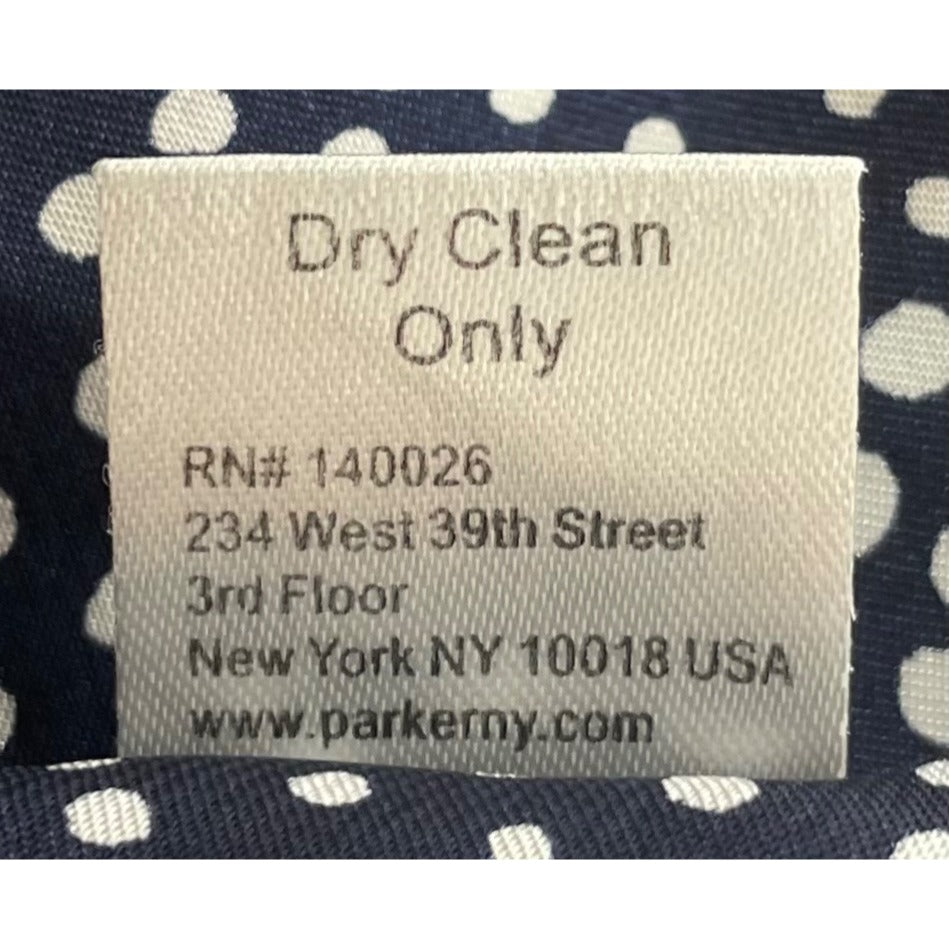 Dry Clean
Only
RN# 140026
234 West 39th Street
3rd Floor
New York NY 10018 USA
www.parkerny.com